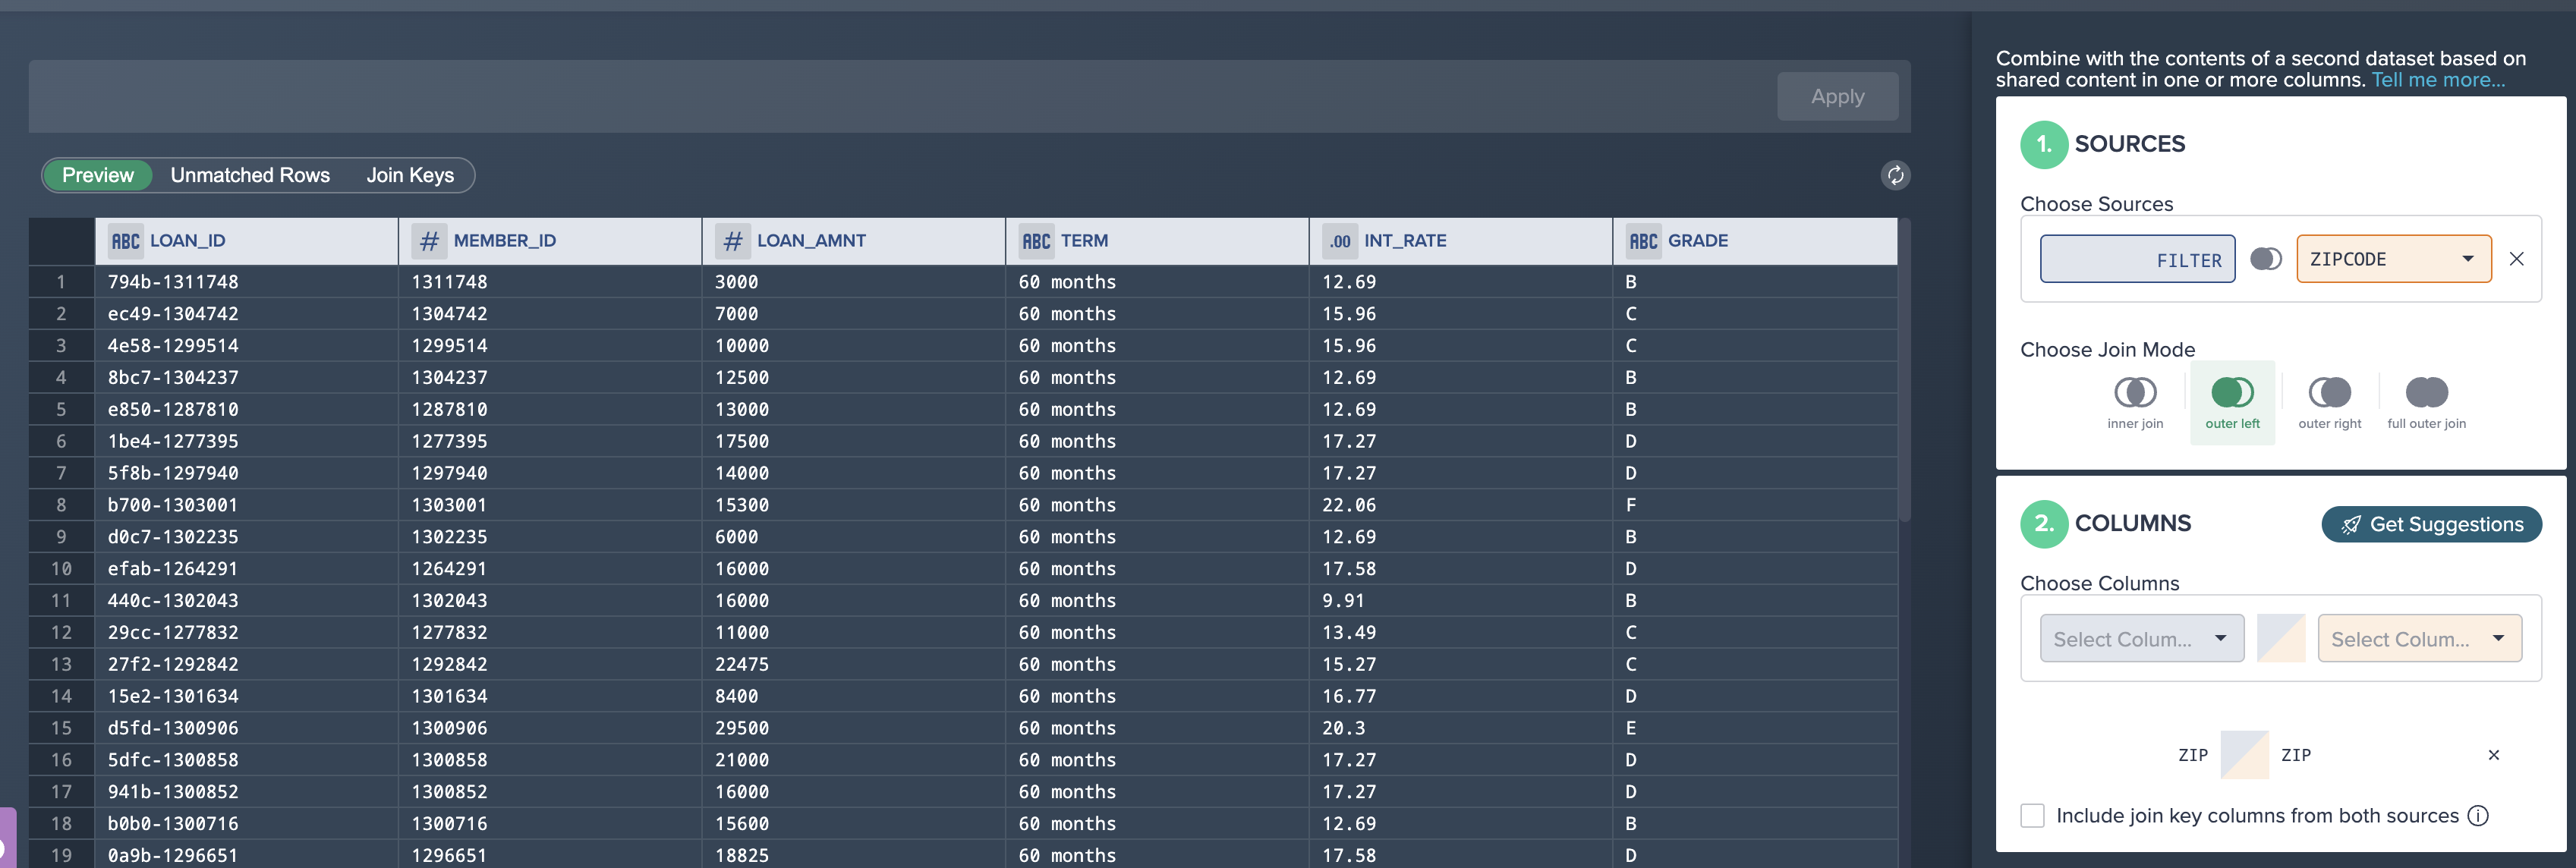 Combine with the contents of a second dataset based on
shared content in one or more columns. Tell me more...
Apply
Preview Unmatched Rows Join Keys
ABC LOAN_ID # MEMBER_ID # LOAN_AMNT ABC TERM .00 INT_RATE ABC GRADE
1 794b-1311748 1311748 3000 60 months 12.69 B
2 ec49-1304742 1304742 7000 60 months 15.96 C
3 4e58-1299514 1299514 10000 60 months 15.96 C
4 8bc7-1304237 1304237 12500 60 months 12.69 B
5 e850-1287810 1287810 13000 60 months 12.69 B
6 1be4-1277395 1277395 17500 60 months 17.27 D
7 5f8b-1297940 1297940 14000 60 months 17.27 D
8 b700-1303001 1303001 15300 60 months 22.06 F
9 d0c7-1302235 1302235 6000 60 months 12.69 B
10 efab-1264291 1264291 16000 60 months 17.58 D
11 440c-1302043 1302043 16000 60 months 9.91 B
12 29cc-1277832 1277832 11000 60 months 13.49 C
13 27f2-1292842 1292842 22475 60 months 15.27 C
14 15e2-1301634 1301634 8400 60 months 16.77 D
15 d5fd-1300906 1300906 29500 60 months 20.3 E
16 5dfc-1300858 1300858 21000 60 months 17.27 D
17 941b-1300852 1300852 16000 60 months 17.27 D
18 b0b0-1300716 1300716 15600 60 months 12.69 B
19 0a9b-1296651 1296651 18825 60 months 17.58 D
1. SOURCES
Choose Sources
FILTER ZIPCODE
Choose Join Mode
inner join outer left outer right full outer join
2. COLUMNS Get Suggestions
Choose Columns
Select Colum... Select Colum...
ZIP ZIP
Include join key columns from both sources